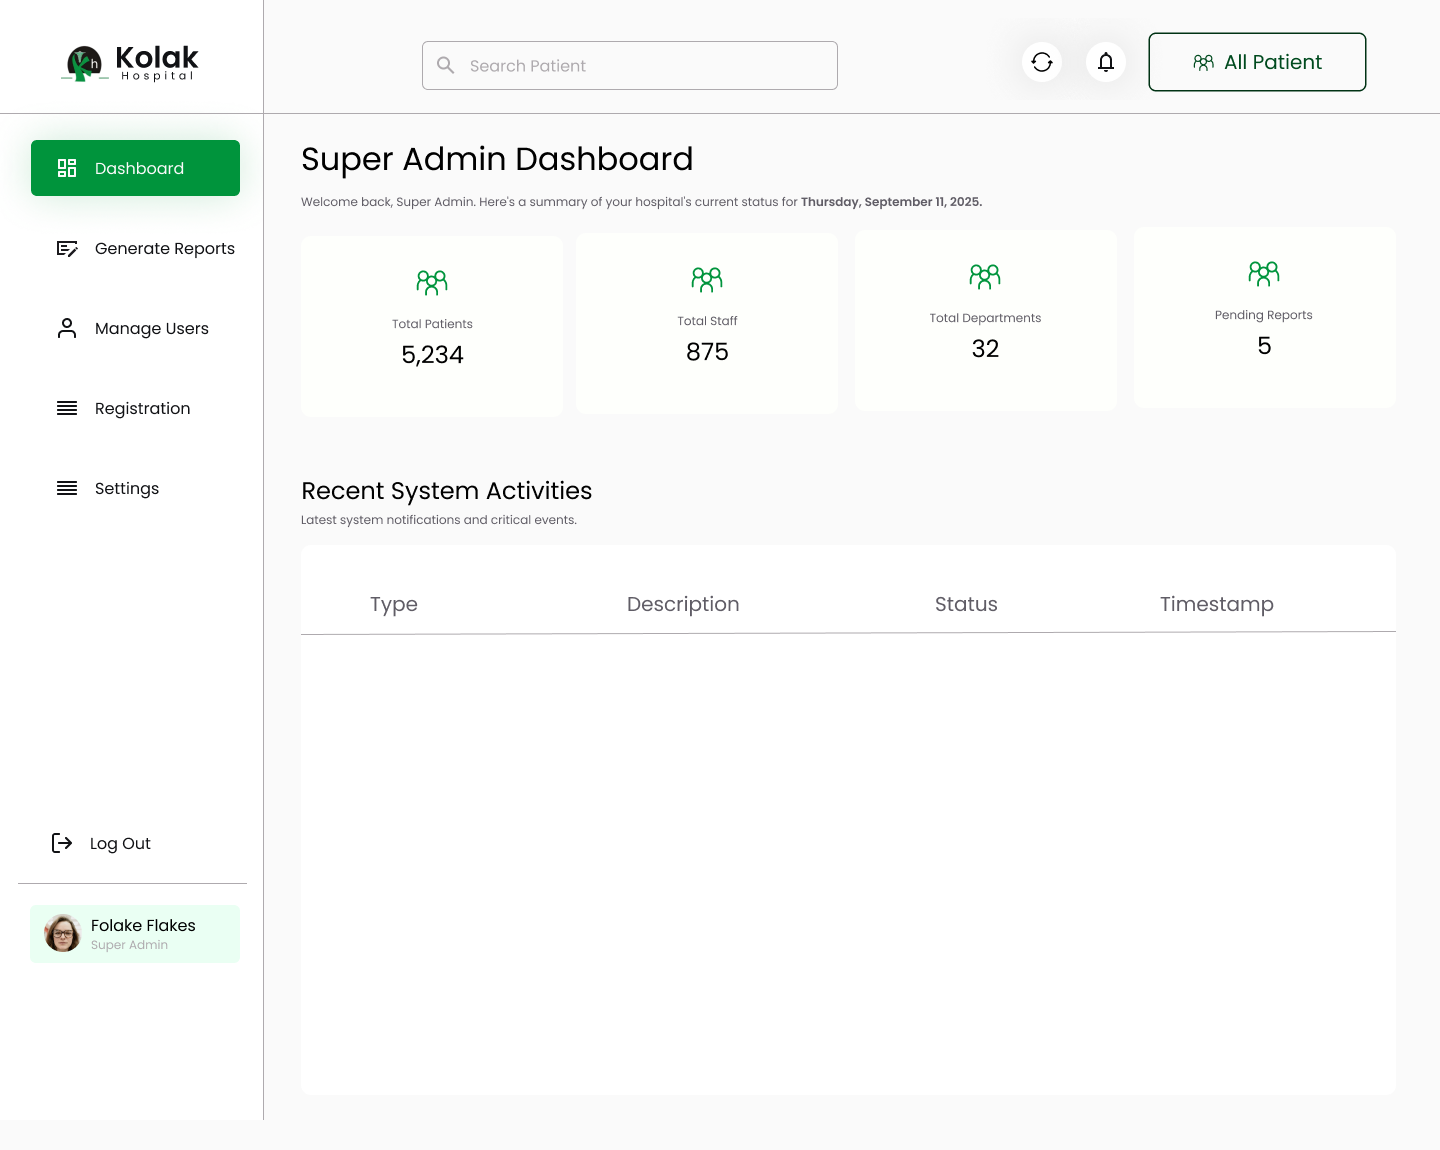 Kolak
Hospital
h
Search Patient
All Patient
Dashboard
Generate Reports
Manage Users
Registration
Settings
Log Out
Folake Flakes
Super Admin
Super Admin Dashboard
Welcome back, Super Admin. Here's a summary of your hospital's current status for Thursday, September 11, 2025.
Total Patients
5,234
Total Staff
875
Total Departments
32
Pending Reports
5
Recent System Activities
Latest system notifications and critical events.
Type Description Status Timestamp